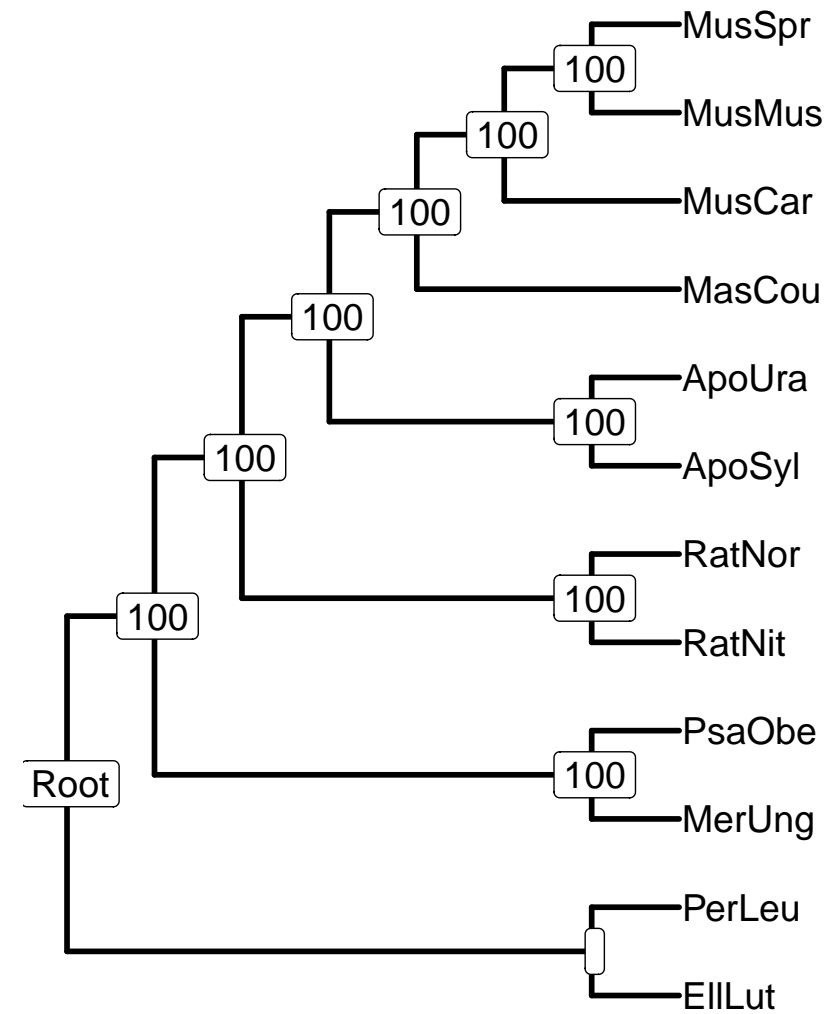 MusSpr
100
MusMus
100
MusCar
100
MasCou
100
ApoUra
100
ApoSyl
100
RatNor
100
RatNit
100
PsaObe
100
MerUng
Root
PerLeu
EllLut